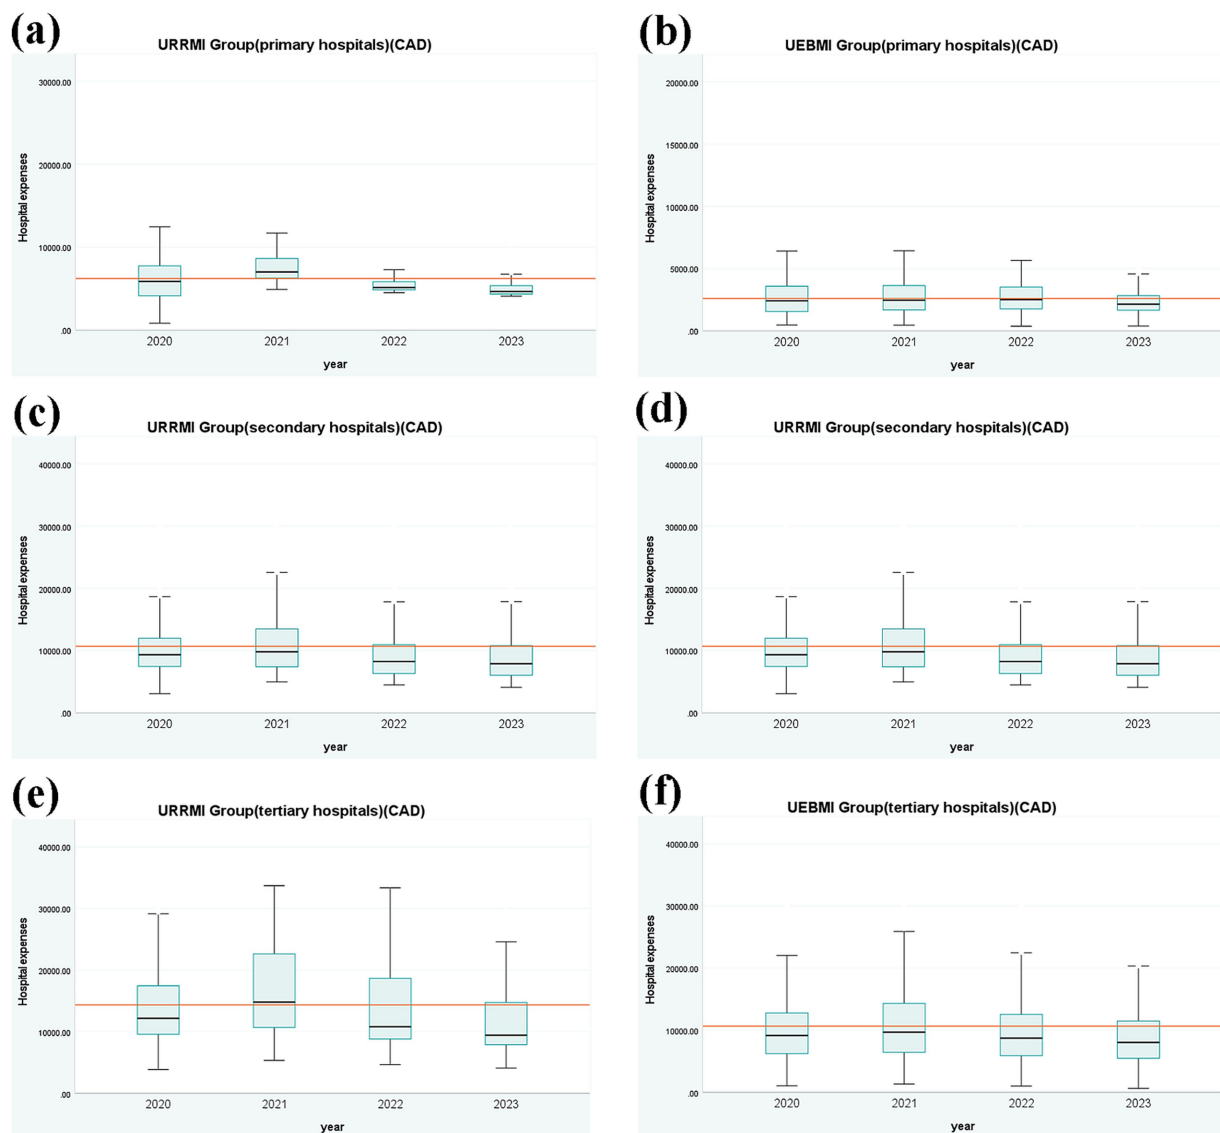 (a)
URRMI Group(primary hospitals)(CAD)
30000.00
20000.00
10000.00
.00
Hospital expenses
2020 2021 2022 2023
year
(b)
UEBMI Group(primary hospitals)(CAD)
20000.00
15000.00
10000.00
5000.00
.00
Hospital expenses
2020 2021 2022 2023
year
(c)
URRMI Group(secondary hospitals)(CAD)
40000.00
30000.00
20000.00
10000.00
.00
Hospital expenses
2020 2021 2022 2023
year
(d)
URRMI Group(secondary hospitals)(CAD)
40000.00
30000.00
20000.00
10000.00
.00
Hospital expenses
2020 2021 2022 2023
year
(e)
URRMI Group(tertiary hospitals)(CAD)
40000.00
30000.00
20000.00
10000.00
.00
Hospital expenses
2020 2021 2022 2023
year
(f)
UEBMI Group(tertiary hospitals)(CAD)
40000.00
30000.00
20000.00
10000.00
.00
Hospital expenses
2020 2021 2022 2023
year